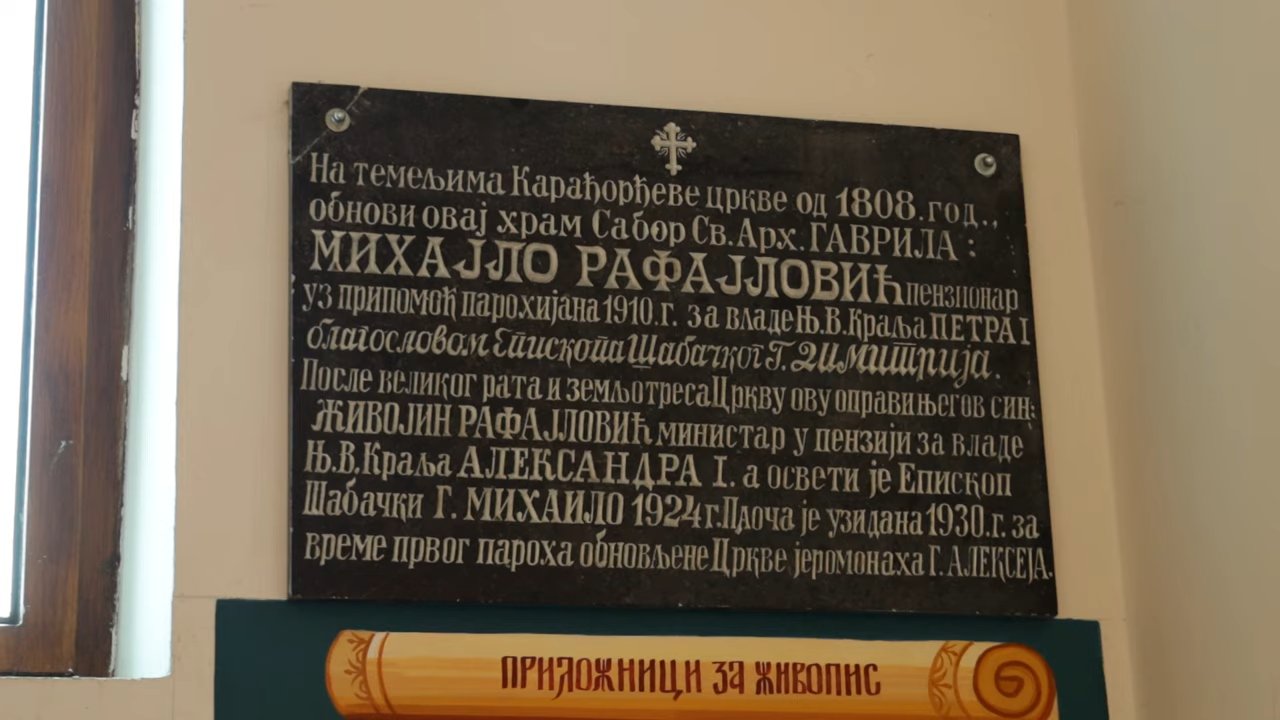 На темељима Карађорђеве цркве од 1808. год.,
обнови овај храм Сабор Св. Арх. ГАВРИЛА :
МИХАЈЛО РАФАЈЛОВИЋ пензионар
уз припомоћ парохијана 1910.г. за владе Њ.В.Краља ПЕТРА I
благословом Епископа Шабачког Г. Димитрија.
После великог рата и земљотреса Цркву ову оправи његов син:
ЖИВОЈИН РАФАЈЛОВИЋ министар у пензији за владе
Њ.В.Краља АЛЕКСАНДРА I. а освети је Епископ
Шабачки Г. МИХАИЛО 1924 г. Плоча је узидана 1930.г. за
време првог пароха обновљене Цркве јеромонаха Г. АЛЕКСЕЈА.
ПРИЛОЖНИЦИ ЗА ЖИВОПИС